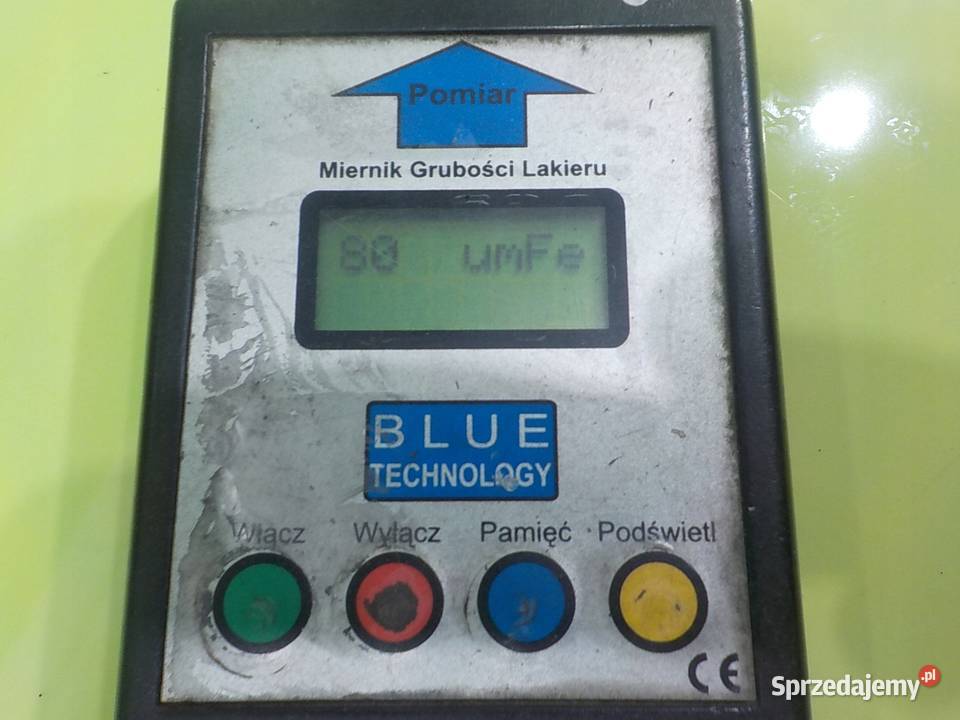 Pomiar
Miernik Grubości Lakieru
80 umFe
BLUE
TECHNOLOGY
Włącz Wyłącz Pamięć Podświetl
CE
Sprzedajemy.pl